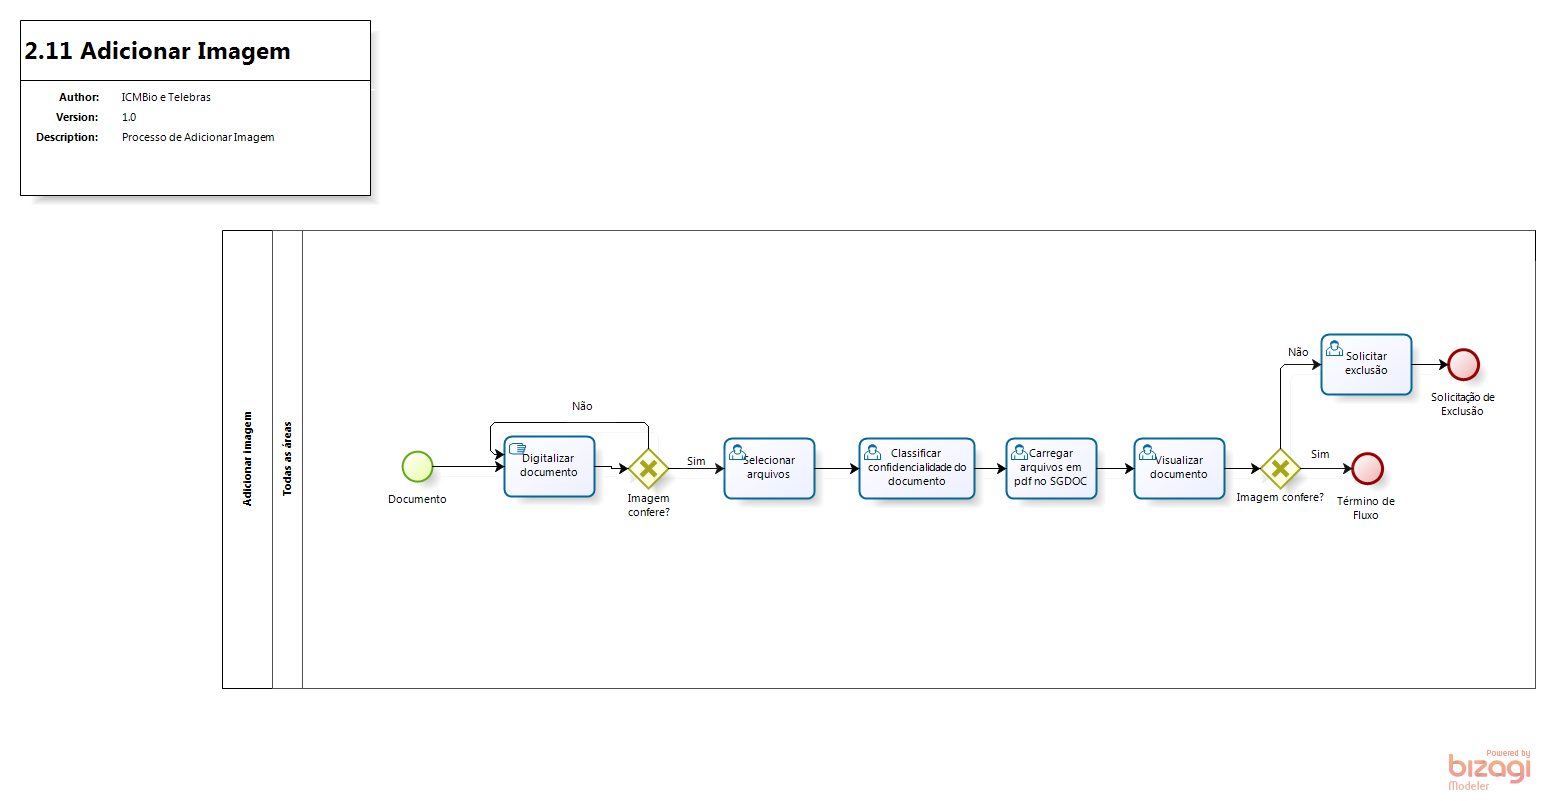 2.11 Adicionar Imagem
Author: ICMBio e Telebras
Version: 1.0
Description: Processo de Adicionar Imagem
Adicionar imagem
Todas as áreas
Documento
Não
Digitalizar
documento
Imagem
confere?
Sim
Selecionar
arquivos
Classificar
confidencialidade do
documento
Carregar
arquivos em
pdf no SGDOC
Visualizar
documento
Imagem confere?
Não
Solicitar
exclusão
Solicitação de
Exclusão
Sim
Término de
Fluxo
Powered by
bizagi
Modeler